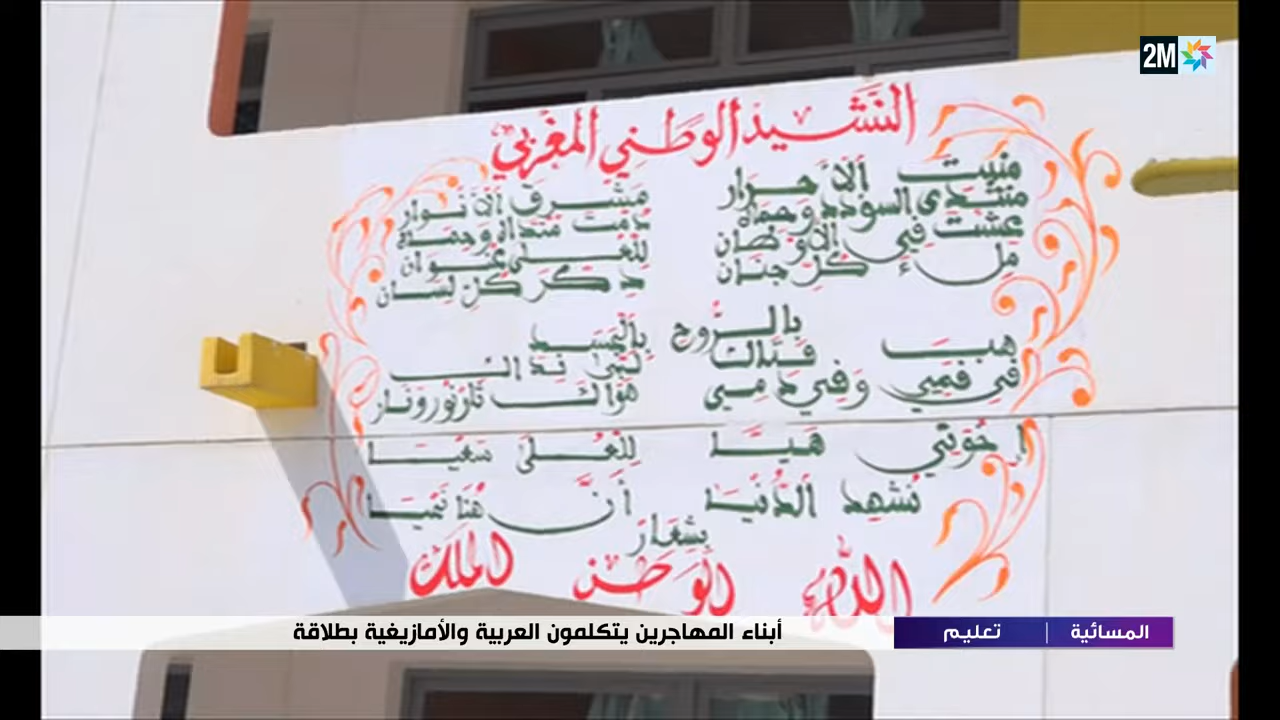 2M
النَشيد الوطني المغربي
منبت الأحرار مشرق الأنوار
منتدى السودد وحماه دمت منتداه وحماه
عشت في الأوطان للعلى عنوان
ملء كل جنان ذكر كل لسان
بالروح بالجسد
هب فتاك لبى نداك
في فمي وفي دمي هواك ثار نور ونار
إخوتي هيا للعلى سعيا
نشهد الدنيا أن هنا نحيا
بشعار
الله الوطن الملك
المسائية | تعليم أبناء المهاجرين يتكلمون العربية والأمازيغية بطلاقة